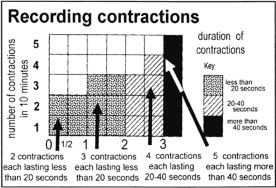 Recording contractions
number of contractions
in 10 minutes
5
4
3
2
1
0 1/2 1 2 3
duration of
contractions
Key
less than
20 seconds
20-40
seconds
more than
40 seconds
2 contractions
each lasting less
than 20 seconds
3 contractions
each lasting less
than 20 seconds
4
contractions
each lasting
20-40 seconds
5
contractions
each lasting more
than 40 seconds